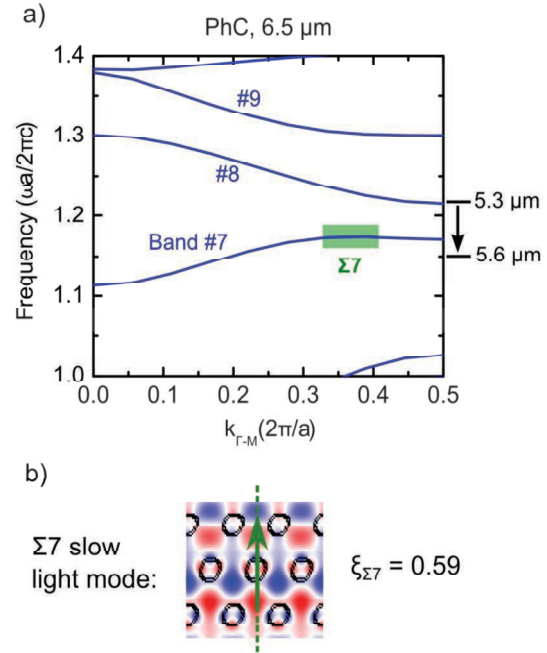 a)
PhC, 6.5 μm
Frequency (ωa/2πc)
1.4
1.3
1.2
1.1
1.0
#9
#8
Band #7
Σ7
5.3 μm
5.6 μm
0.0 0.1 0.2 0.3 0.4 0.5
k_Γ-M (2π/a)
b)
Σ7 slow
light mode:
ξ_Σ7 = 0.59